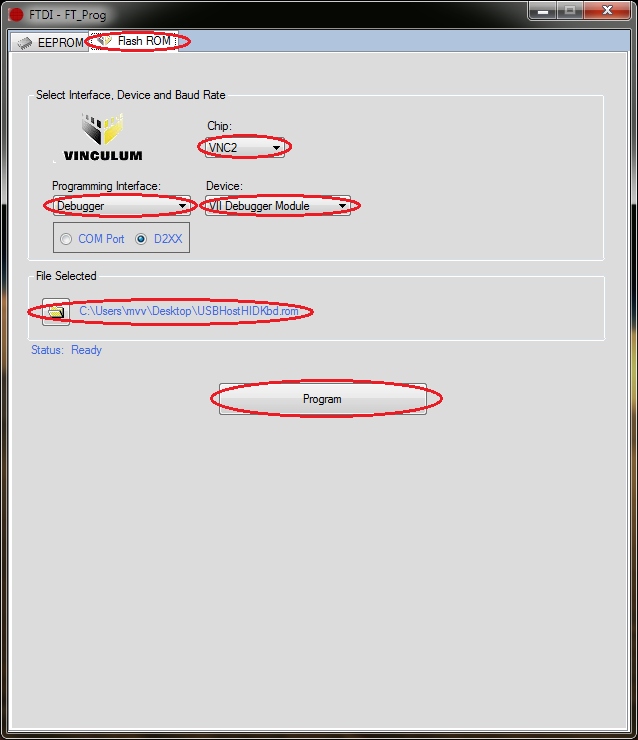 FTDI - FT_Prog
EEPROM Flash ROM
Select Interface, Device and Baud Rate
Chip:
VINCULUM VNC2
Programming Interface: Device:
Debugger VII Debugger Module
COM Port D2XX
File Selected
C:\Users\mvv\Desktop\USBHostHIDKbd.rom
Status: Ready
Program